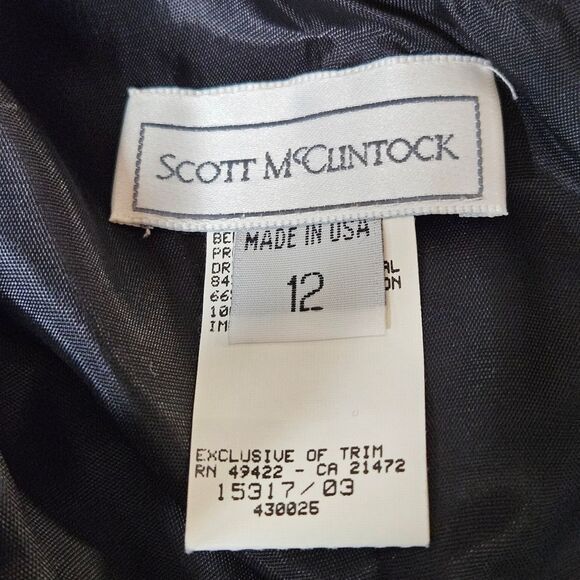 SCOTT McCLINTOCK
MADE IN USA
12
EXCLUSIVE OF TRIM
RN 49422 - CA 21472
15317/03
430025